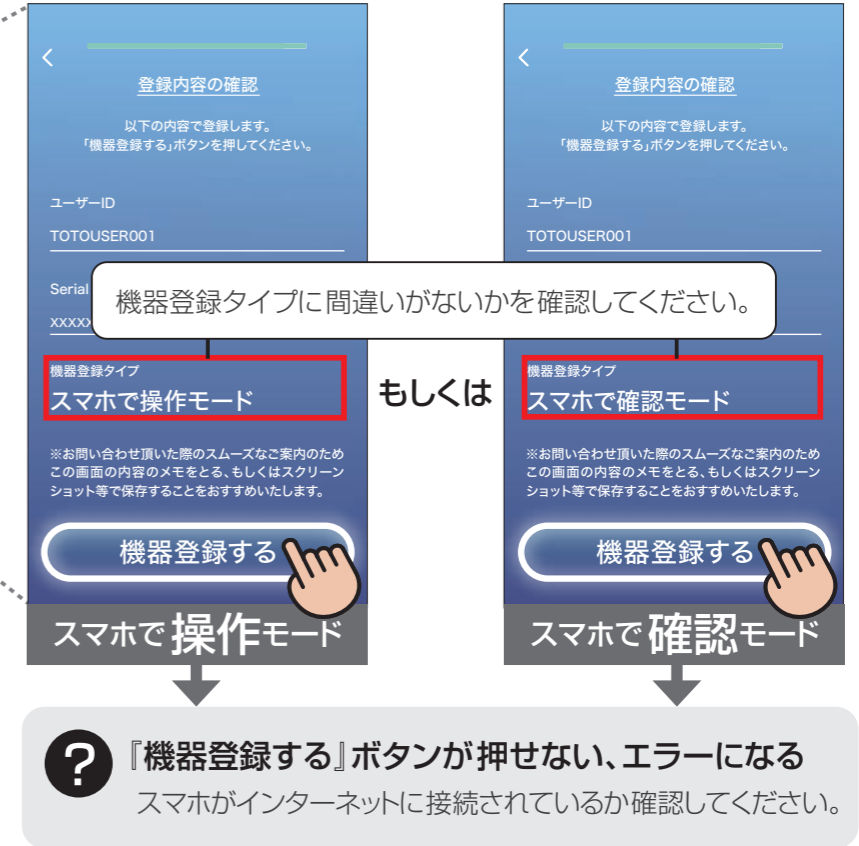 登録内容の確認
以下の内容で登録します。
「機器登録する」ボタンを押してください。
ユーザーID
TOTOUSER001
Serial
xxxxx
機器登録タイプ
スマホで操作モード
※お問い合わせ頂いた際のスムーズなご案内のため
この画面の内容のメモをとる、もしくはスクリーン
ショット等で保存することをおすすめいたします。
機器登録する
スマホで操作モード
機器登録タイプに間違いがないかを確認してください。
もしくは
登録内容の確認
以下の内容で登録します。
「機器登録する」ボタンを押してください。
ユーザーID
TOTOUSER001
機器登録タイプ
スマホで確認モード
※お問い合わせ頂いた際のスムーズなご案内のため
この画面の内容のメモをとる、もしくはスクリーン
ショット等で保存することをおすすめいたします。
機器登録する
スマホで確認モード
?
『機器登録する』ボタンが押せない、エラーになる
スマホがインターネットに接続されているか確認してください。